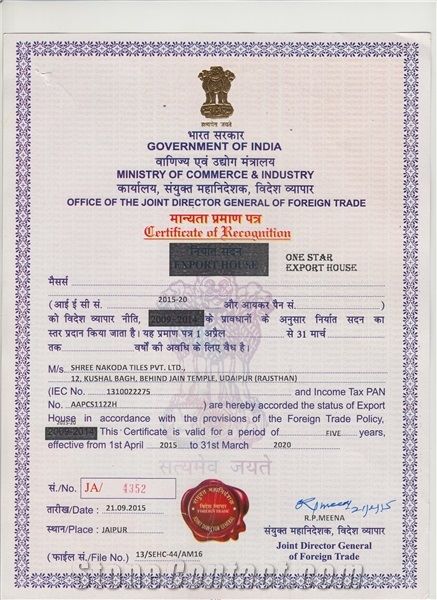 सत्यमेव जयते
भारत सरकार
GOVERNMENT OF INDIA
वाणिज्य एवं उद्योग मंत्रालय
MINISTRY OF COMMERCE & INDUSTRY
कार्यालय, संयुक्त महानिदेशक, विदेश व्यापार
OFFICE OF THE JOINT DIRECTOR GENERAL OF FOREIGN TRADE
मान्यता प्रमाण पत्र
Certificate of Recognition
निर्यात सदन
EXPORT HOUSE
ONE STAR
EXPORT HOUSE
मैसर्स
(आई ई सी सं. 2015-20 और आयकर पैन सं. )
को विदेश व्यापार नीति, 2009-2014 के प्रावधानों के अनुसार निर्यात सदन का
स्तर प्रदान किया जाता है। यह प्रमाण पत्र 1 अप्रैल से 31 मार्च
तक वर्षों की अवधि के लिए वैध है।
M/s SHREE NAKODA TILES PVT. LTD.,
12, KUSHAL BAGH, BEHIND JAIN TEMPLE, UDAIPUR (RAJSTHAN)
(IEC No. 1310022275 and Income Tax PAN
No. AAPCS1122H ) are hereby accorded the status of Export
House in accordance with the provisions of the Foreign Trade Policy,
2009-2014 This Certificate is valid for a period of FIVE years,
effective from 1st April 2015 to 31st March 2020
सत्यमेव जयते
सं./No. JA/ 4352
तारीख/Date : 21.09.2015
स्थान/Place : JAIPUR
(फाईल सं./File No.) 13/SEHC-44/AM16
विदेश व्यापार
FOREIGN TRADE
R.P.MEENA
संयुक्त महानिदेशक, विदेश व्यापार
Joint Director General
of Foreign Trade
StoneContact.com